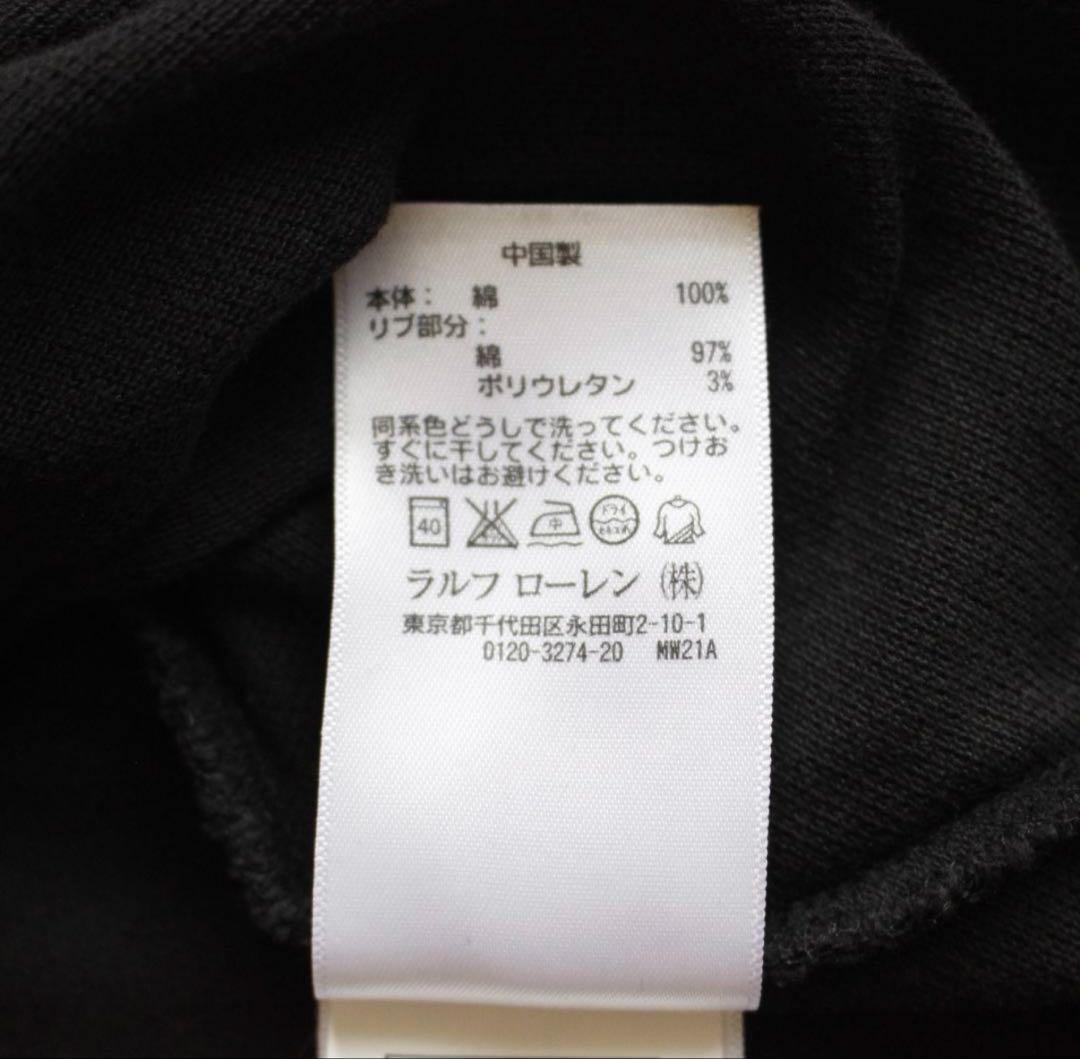 中国製
本体： 綿 100%
リブ部分：
綿 97%
ポリウレタン 3%
同系色どうしで洗ってください。
すぐに干してください。つけお
き洗いはお避けください。
40 中 ドライ
ラルフ ローレン (株)
東京都千代田区永田町2-10-1
0120-3274-20 MW21A